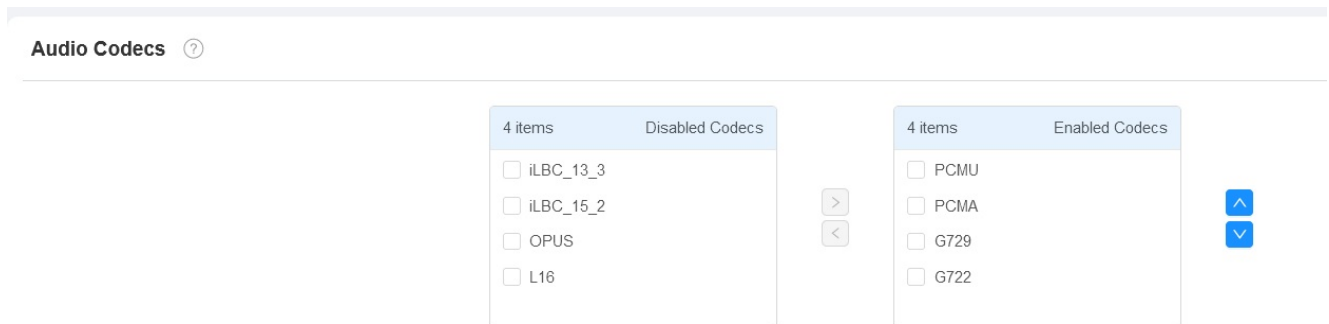 Audio Codecs ?
4 items Disabled Codecs
iLBC_13_3
iLBC_15_2
OPUS
L16
4 items Enabled Codecs
PCMU
PCMA
G729
G722